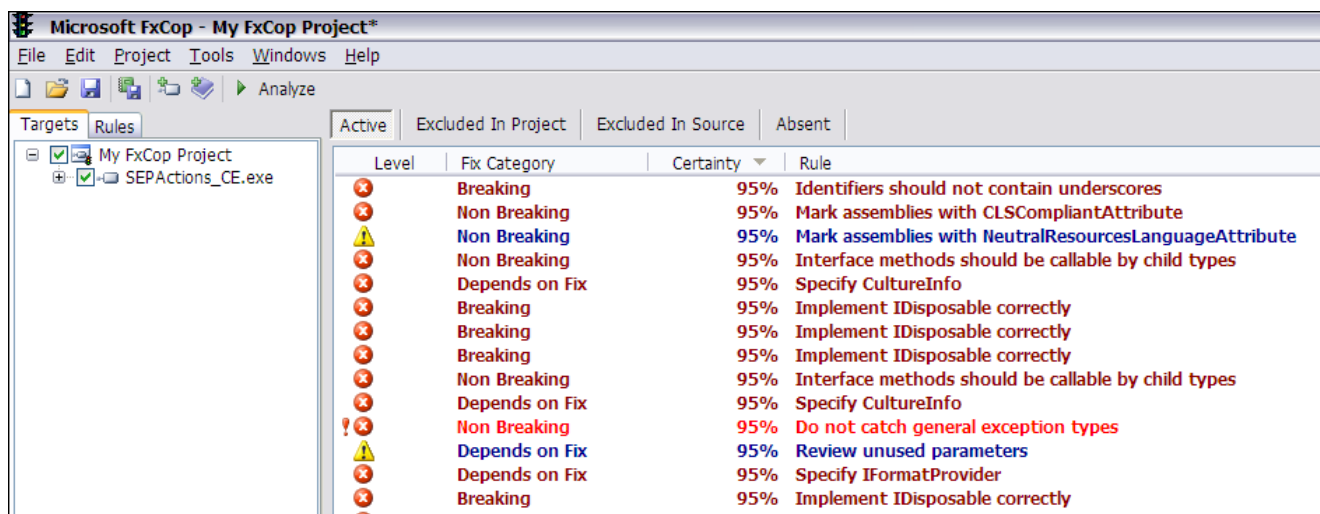 Microsoft FxCop - My FxCop Project*
File Edit Project Tools Windows Help
Analyze
Targets Rules
Active Excluded In Project Excluded In Source Absent
My FxCop Project
SEPActions_CE.exe
Level Fix Category Certainty Rule
Breaking 95% Identifiers should not contain underscores
Non Breaking 95% Mark assemblies with CLSCompliantAttribute
Non Breaking 95% Mark assemblies with NeutralResourcesLanguageAttribute
Non Breaking 95% Interface methods should be callable by child types
Depends on Fix 95% Specify CultureInfo
Breaking 95% Implement IDisposable correctly
Breaking 95% Implement IDisposable correctly
Breaking 95% Implement IDisposable correctly
Non Breaking 95% Interface methods should be callable by child types
Depends on Fix 95% Specify CultureInfo
Non Breaking 95% Do not catch general exception types
Depends on Fix 95% Review unused parameters
Depends on Fix 95% Specify IFormatProvider
Breaking 95% Implement IDisposable correctly